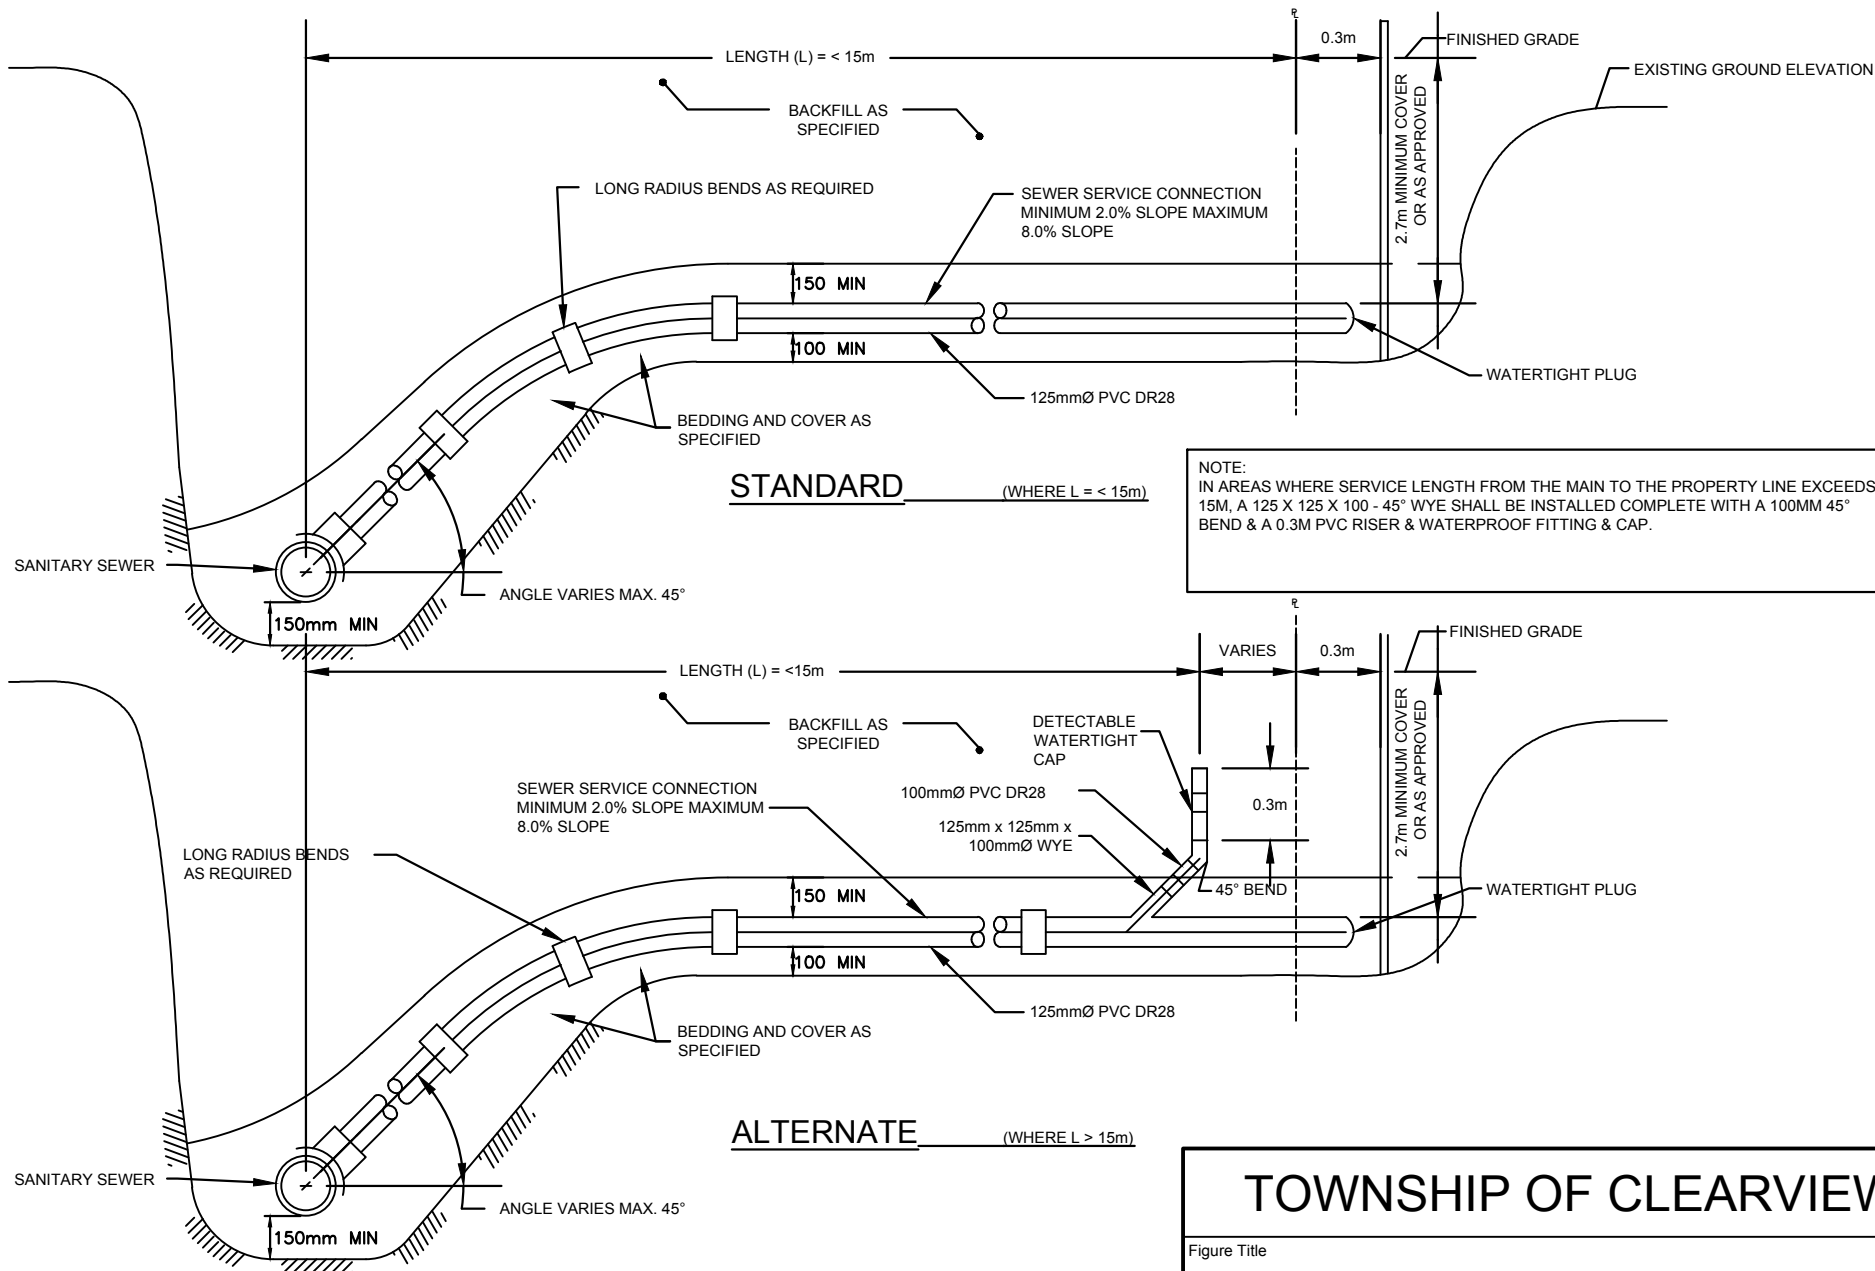 ℄
LENGTH (L) = < 15m
0.3m
FINISHED GRADE
EXISTING GROUND ELEVATION
BACKFILL AS
SPECIFIED
2.7m MINIMUM COVER
OR AS APPROVED
LONG RADIUS BENDS AS REQUIRED
SEWER SERVICE CONNECTION
MINIMUM 2.0% SLOPE MAXIMUM
8.0% SLOPE
150 MIN
100 MIN
WATERTIGHT PLUG
125mmØ PVC DR28
BEDDING AND COVER AS
SPECIFIED
STANDARD (WHERE L = < 15m)
NOTE:
IN AREAS WHERE SERVICE LENGTH FROM THE MAIN TO THE PROPERTY LINE EXCEEDS
15M, A 125 X 125 X 100 - 45° WYE SHALL BE INSTALLED COMPLETE WITH A 100MM 45°
BEND & A 0.3M PVC RISER & WATERPROOF FITTING & CAP.
SANITARY SEWER
ANGLE VARIES MAX. 45°
150mm MIN
℄
FINISHED GRADE
LENGTH (L) = <15m
VARIES
0.3m
BACKFILL AS
SPECIFIED
DETECTABLE
WATERTIGHT
CAP
2.7m MINIMUM COVER
OR AS APPROVED
SEWER SERVICE CONNECTION
MINIMUM 2.0% SLOPE MAXIMUM
8.0% SLOPE
100mmØ PVC DR28
0.3m
125mm x 125mm x
100mmØ WYE
LONG RADIUS BENDS
AS REQUIRED
45° BEND
WATERTIGHT PLUG
150 MIN
100 MIN
125mmØ PVC DR28
BEDDING AND COVER AS
SPECIFIED
ALTERNATE (WHERE L > 15m)
SANITARY SEWER
ANGLE VARIES MAX. 45°
150mm MIN
TOWNSHIP OF CLEARVIEW
Figure Title